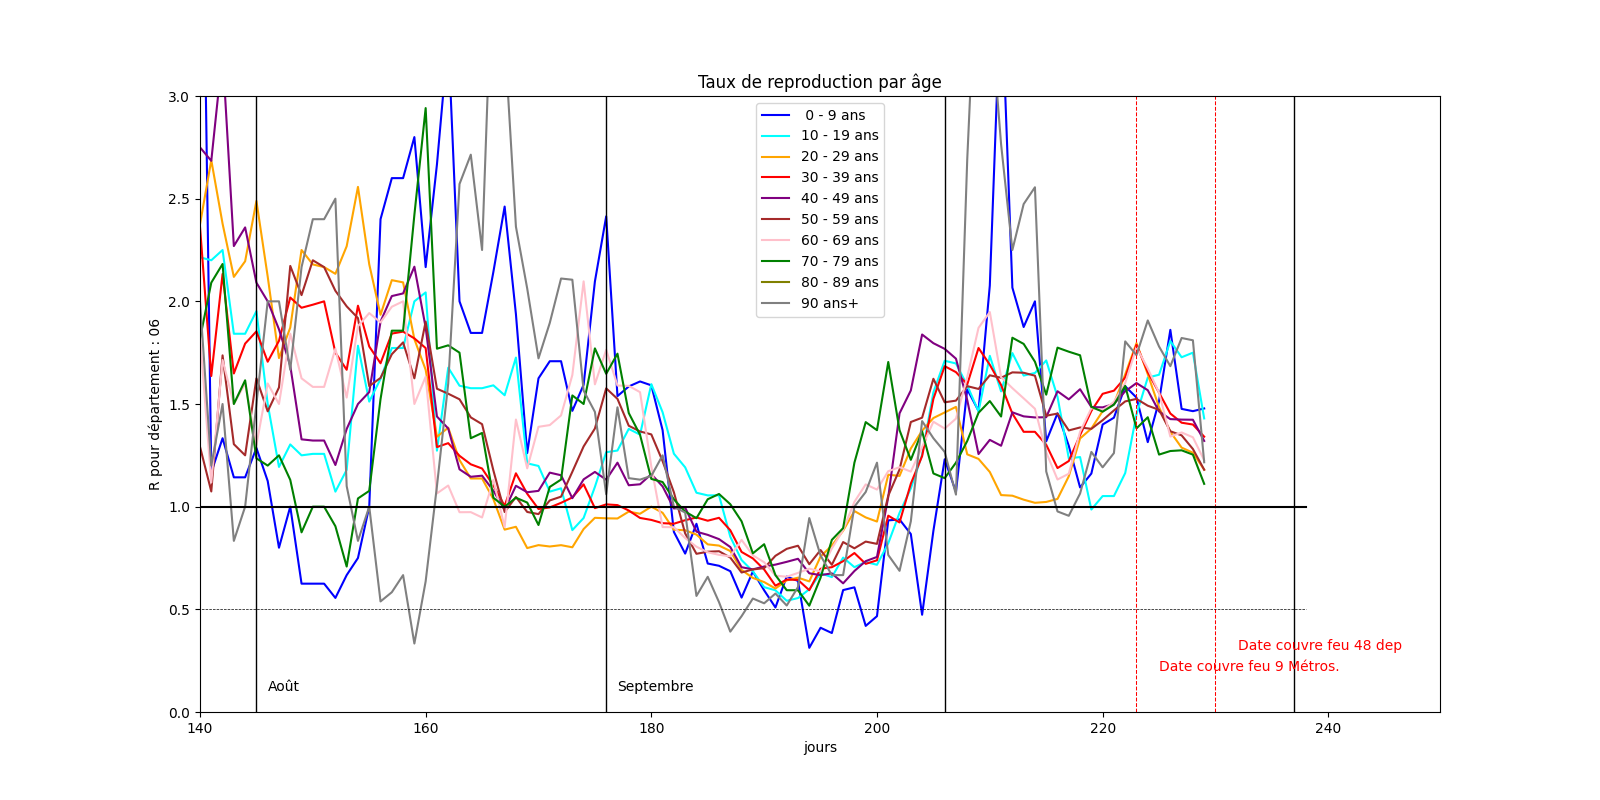 Taux de reproduction par âge
3.0
2.5
2.0
1.5
1.0
0.5
0.0
R pour département : 06
0 - 9 ans
10 - 19 ans
20 - 29 ans
30 - 39 ans
40 - 49 ans
50 - 59 ans
60 - 69 ans
70 - 79 ans
80 - 89 ans
90 ans+
Date couvre feu 48 dep
Date couvre feu 9 Métros.
Août
Septembre
140
160
180
200
220
240
jours